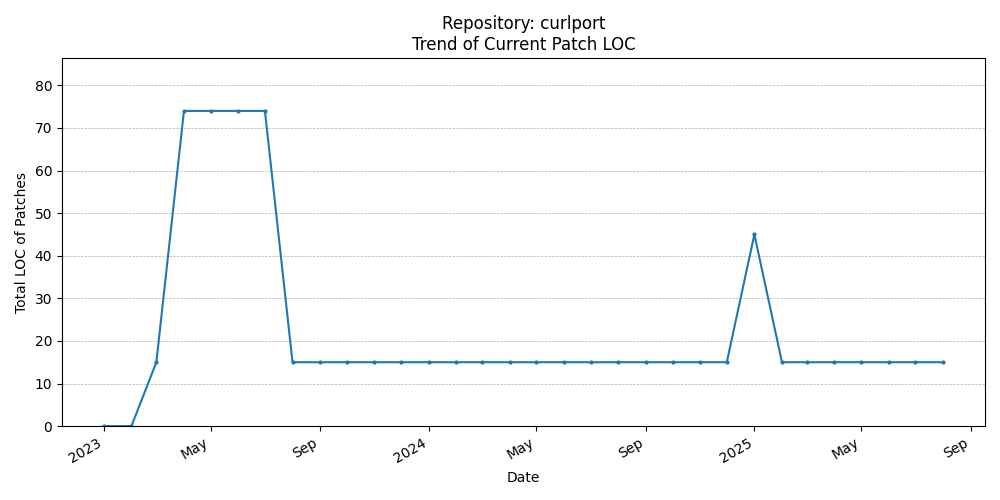 Repository: curlport
Trend of Current Patch LOC
Total LOC of Patches
80
70
60
50
40
30
20
10
0
2023
May
Sep
2024
May
Sep
2025
May
Sep
Date